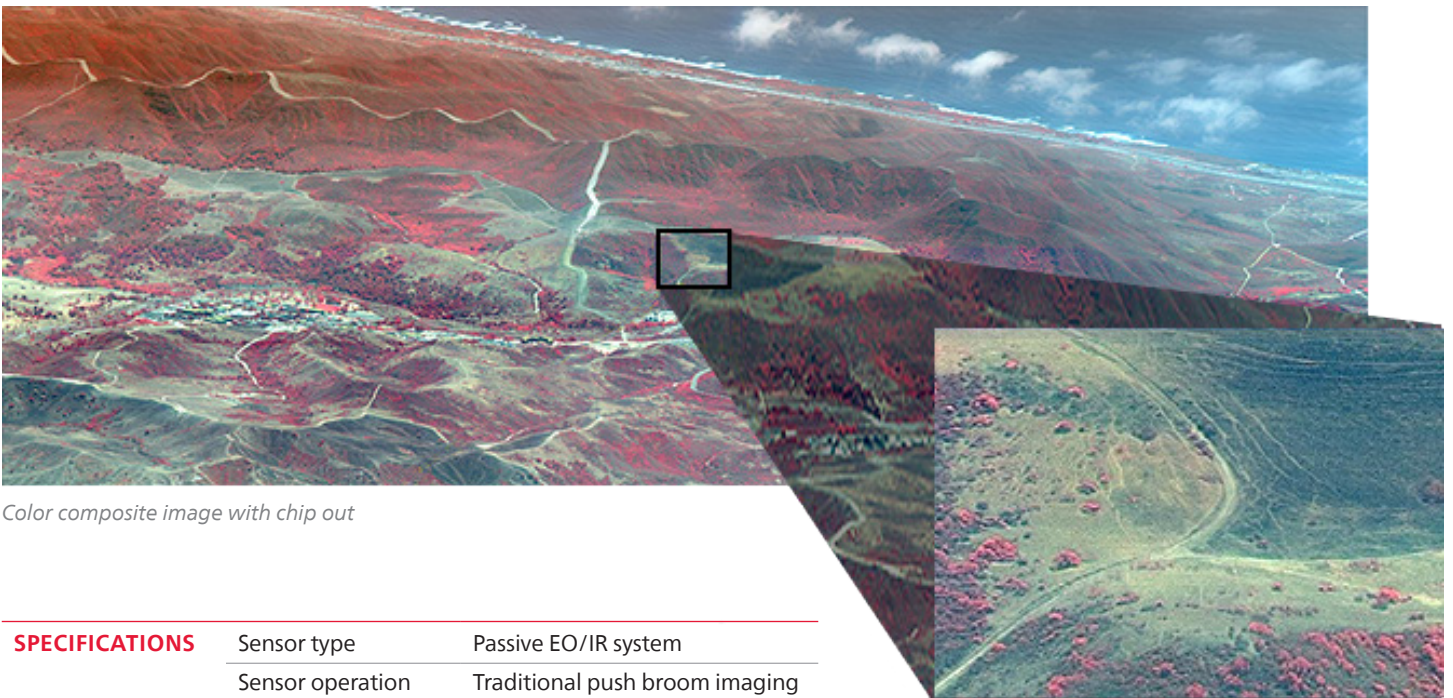 Color composite image with chip out
SPECIFICATIONS Sensor type Passive EO/IR system
Sensor operation Traditional push broom imaging